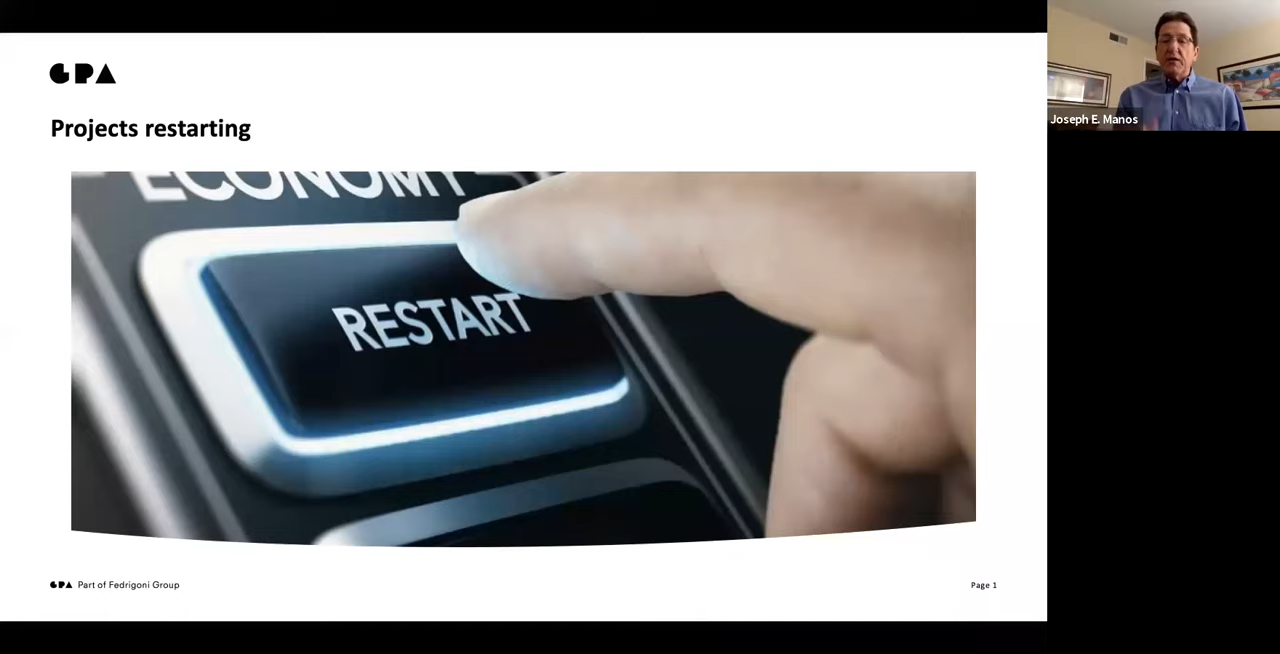 GPA
Projects restarting
ECONOMY
RESTART
GPA Part of Fedrigoni Group
Page 1
Joseph E. Manos